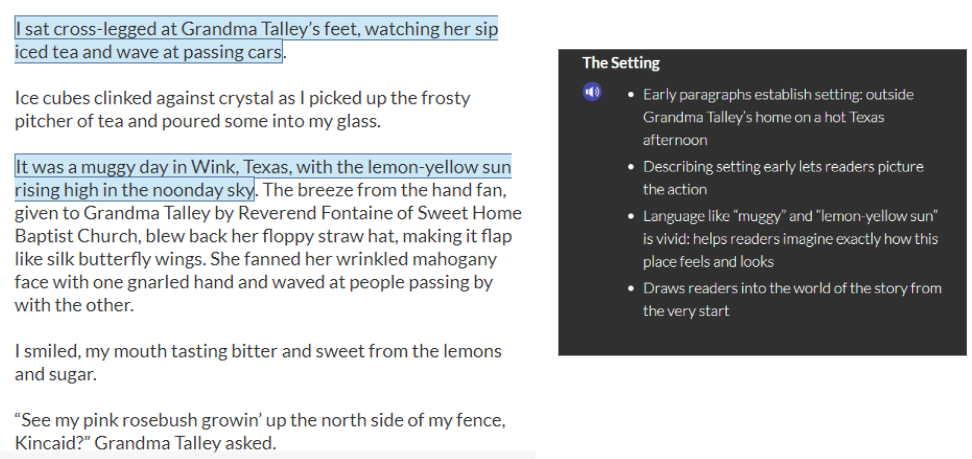 I sat cross-legged at Grandma Talley’s feet, watching her sip
iced tea and wave at passing cars.
Ice cubes clinked against crystal as I picked up the frosty
pitcher of tea and poured some into my glass.
It was a muggy day in Wink, Texas, with the lemon-yellow sun
rising high in the noonday sky. The breeze from the hand fan,
given to Grandma Talley by Reverend Fontaine of Sweet Home
Baptist Church, blew back her floppy straw hat, making it flap
like silk butterfly wings. She fanned her wrinkled mahogany
face with one gnarled hand and waved at people passing by
with the other.
I smiled, my mouth tasting bitter and sweet from the lemons
and sugar.
“See my pink rosebush growin’ up the north side of my fence,
Kincaid?” Grandma Talley asked.
The Setting
• Early paragraphs establish setting: outside
Grandma Talley’s home on a hot Texas
afternoon
• Describing setting early lets readers picture
the action
• Language like “muggy” and “lemon-yellow sun”
is vivid: helps readers imagine exactly how this
place feels and looks
• Draws readers into the world of the story from
the very start